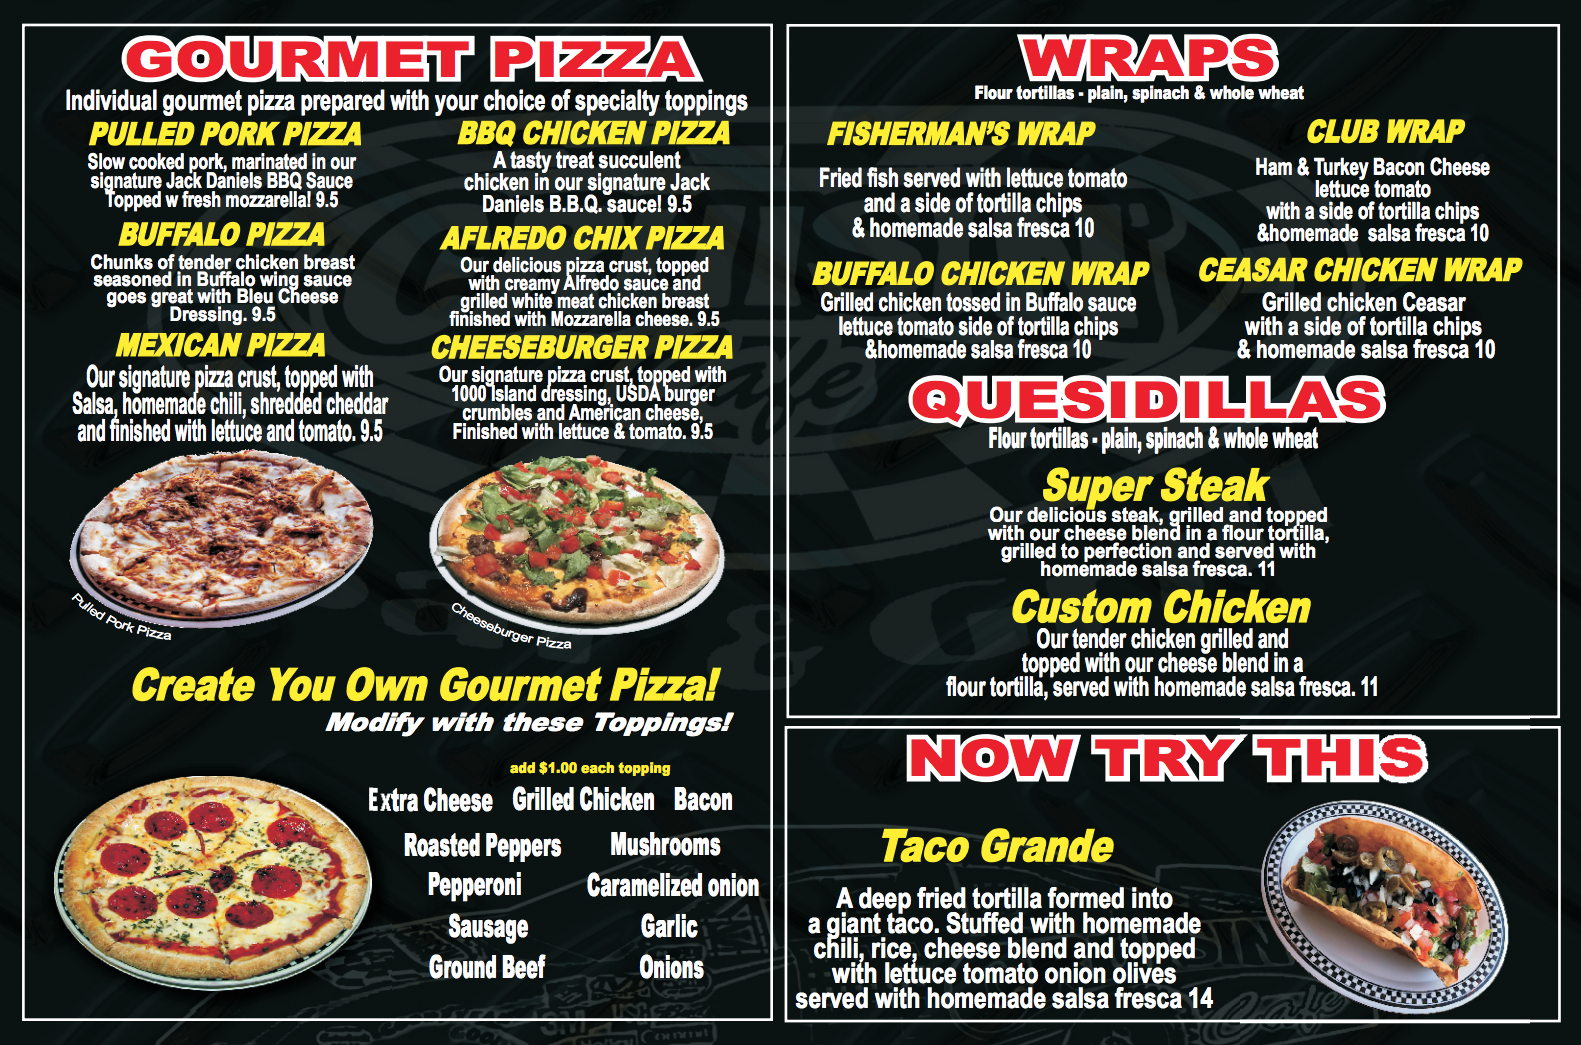 GOURMET PIZZA
Individual gourmet pizza prepared with your choice of specialty toppings
PULLED PORK PIZZA
Slow cooked pork, marinated in our
signature Jack Daniels BBQ Sauce
Topped w fresh mozzarella! 9.5
BUFFALO PIZZA
Chunks of tender chicken breast
seasoned in Buffalo wing sauce
goes great with Bleu Cheese
Dressing. 9.5
MEXICAN PIZZA
Our signature pizza crust, topped with
Salsa, homemade chili, shredded cheddar
and finished with lettuce and tomato. 9.5
BBQ CHICKEN PIZZA
A tasty treat succulent
chicken in our signature Jack
Daniels B.B.Q. sauce! 9.5
AFLREDO CHIX PIZZA
Our delicious pizza crust, topped
with creamy Alfredo sauce and
grilled white meat chicken breast
finished with Mozzarella cheese. 9.5
CHEESEBURGER PIZZA
Our signature pizza crust, topped with
1000 Island dressing, USDA burger
crumbles and American cheese,
Finished with lettuce & tomato. 9.5
Pulled Pork Pizza
Cheeseburger Pizza
Create You Own Gourmet Pizza!
Modify with these Toppings!
add $1.00 each topping
Extra Cheese Grilled Chicken Bacon
Roasted Peppers Mushrooms
Pepperoni Caramelized onion
Sausage Garlic
Ground Beef Onions
WRAPS
Flour tortillas - plain, spinach & whole wheat
FISHERMAN'S WRAP
Fried fish served with lettuce tomato
and a side of tortilla chips
& homemade salsa fresca 10
CLUB WRAP
Ham & Turkey Bacon Cheese
lettuce tomato
with a side of tortilla chips
&homemade salsa fresca 10
BUFFALO CHICKEN WRAP
Grilled chicken tossed in Buffalo sauce
lettuce tomato side of tortilla chips
&homemade salsa fresca 10
CEASAR CHICKEN WRAP
Grilled chicken Ceasar
with a side of tortilla chips
& homemade salsa fresca 10
QUESIDILLAS
Flour tortillas - plain, spinach & whole wheat
Super Steak
Our delicious steak, grilled and topped
with our cheese blend in a flour tortilla,
grilled to perfection and served with
homemade salsa fresca. 11
Custom Chicken
Our tender chicken grilled and
topped with our cheese blend in a
flour tortilla, served with homemade salsa fresca. 11
NOW TRY THIS
Taco Grande
A deep fried tortilla formed into
a giant taco. Stuffed with homemade
chili, rice, cheese blend and topped
with lettuce tomato onion olives
served with homemade salsa fresca 14